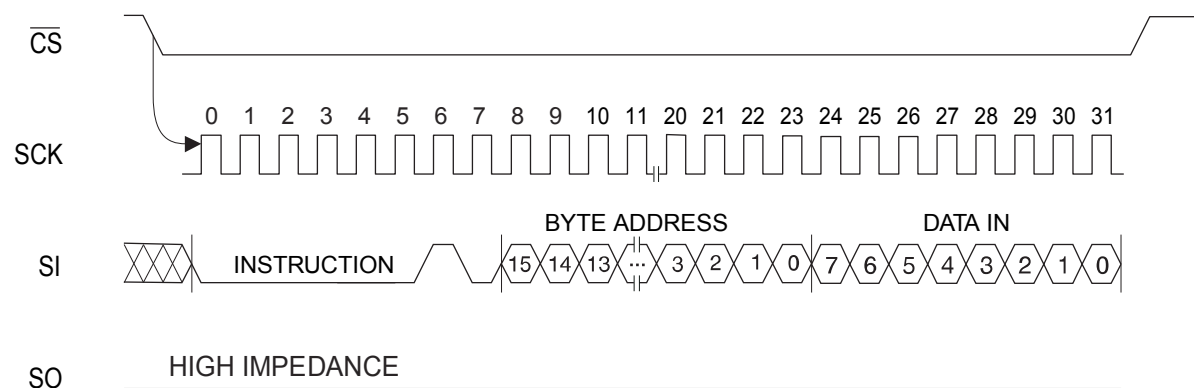 CS
SCK
0 1 2 3 4 5 6 7 8 9 10 11 20 21 22 23 24 25 26 27 28 29 30 31
BYTE ADDRESS DATA IN
SI
INSTRUCTION 15 14 13 ... 3 2 1 0 7 6 5 4 3 2 1 0
SO
HIGH IMPEDANCE